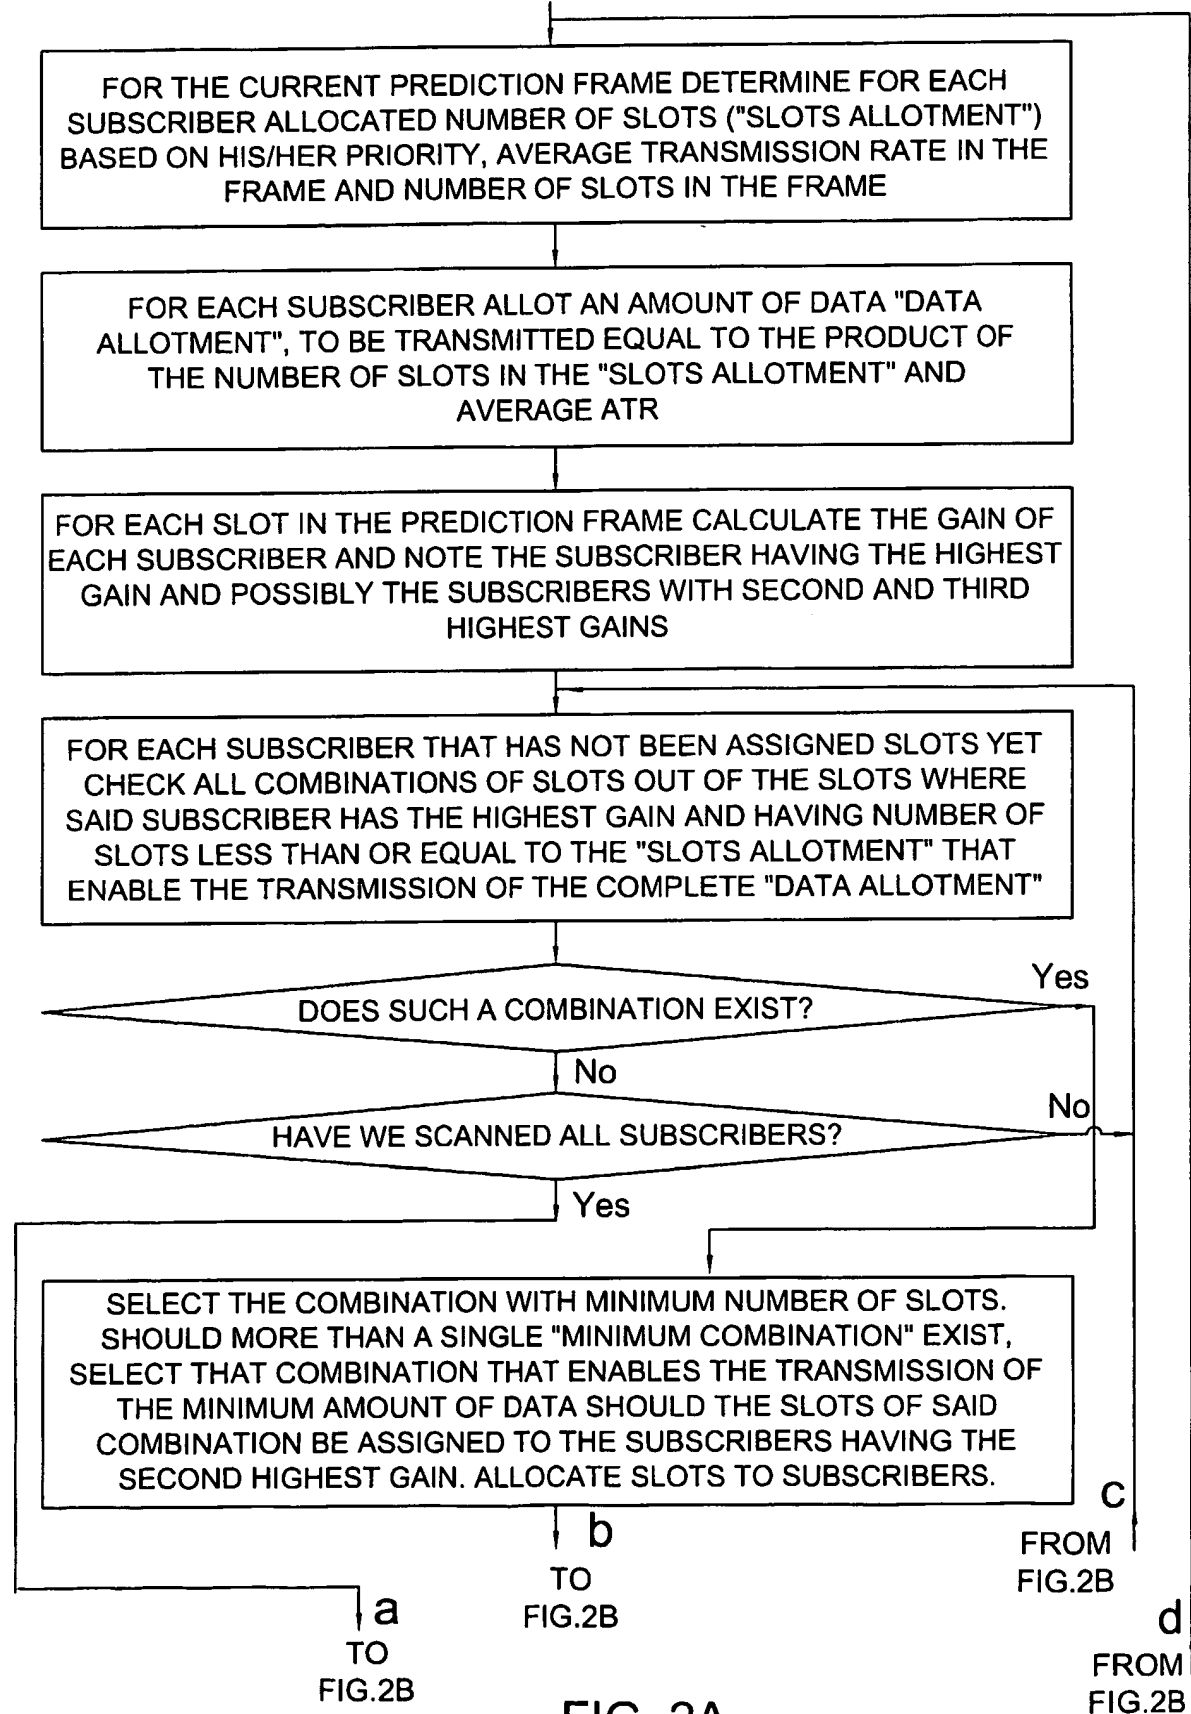 FOR THE CURRENT PREDICTION FRAME DETERMINE FOR EACH
SUBSCRIBER ALLOCATED NUMBER OF SLOTS ("SLOTS ALLOTMENT")
BASED ON HIS/HER PRIORITY, AVERAGE TRANSMISSION RATE IN THE
FRAME AND NUMBER OF SLOTS IN THE FRAME
FOR EACH SUBSCRIBER ALLOT AN AMOUNT OF DATA "DATA
ALLOTMENT", TO BE TRANSMITTED EQUAL TO THE PRODUCT OF
THE NUMBER OF SLOTS IN THE "SLOTS ALLOTMENT" AND
AVERAGE ATR
FOR EACH SLOT IN THE PREDICTION FRAME CALCULATE THE GAIN OF
EACH SUBSCRIBER AND NOTE THE SUBSCRIBER HAVING THE HIGHEST
GAIN AND POSSIBLY THE SUBSCRIBERS WITH SECOND AND THIRD
HIGHEST GAINS
FOR EACH SUBSCRIBER THAT HAS NOT BEEN ASSIGNED SLOTS YET
CHECK ALL COMBINATIONS OF SLOTS OUT OF THE SLOTS WHERE
SAID SUBSCRIBER HAS THE HIGHEST GAIN AND HAVING NUMBER OF
SLOTS LESS THAN OR EQUAL TO THE "SLOTS ALLOTMENT" THAT
ENABLE THE TRANSMISSION OF THE COMPLETE "DATA ALLOTMENT"
Yes
DOES SUCH A COMBINATION EXIST?
No
No
HAVE WE SCANNED ALL SUBSCRIBERS?
Yes
SELECT THE COMBINATION WITH MINIMUM NUMBER OF SLOTS.
SHOULD MORE THAN A SINGLE "MINIMUM COMBINATION" EXIST,
SELECT THAT COMBINATION THAT ENABLES THE TRANSMISSION OF
THE MINIMUM AMOUNT OF DATA SHOULD THE SLOTS OF SAID
COMBINATION BE ASSIGNED TO THE SUBSCRIBERS HAVING THE
SECOND HIGHEST GAIN. ALLOCATE SLOTS TO SUBSCRIBERS.
c
FROM
FIG.2B
b
TO
FIG.2B
a
TO
FIG.2B
d
FROM
FIG.2B
FIG. 2A